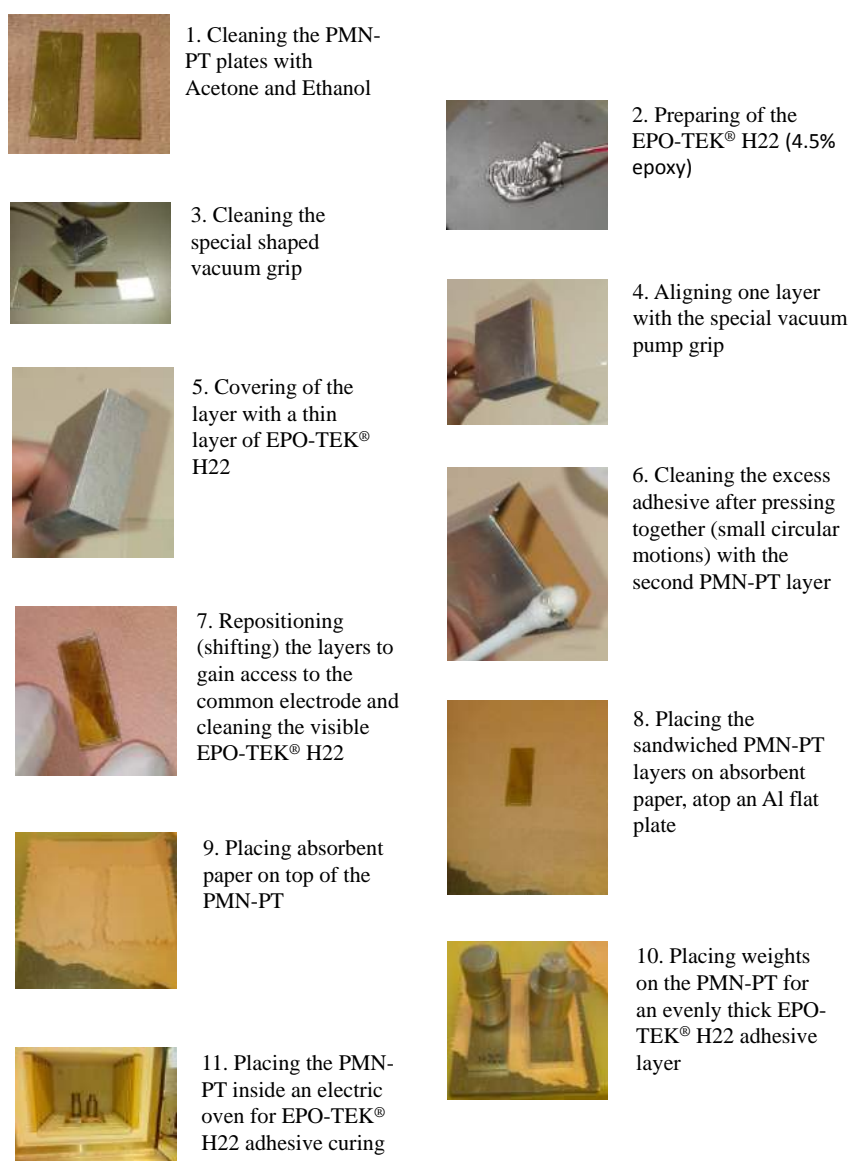 1. Cleaning the PMN-
PT plates with
Acetone and Ethanol
2. Preparing of the
EPO-TEK® H22 (4.5%
epoxy)
3. Cleaning the
special shaped
vacuum grip
4. Aligning one layer
with the special vacuum
pump grip
5. Covering of the
layer with a thin
layer of EPO-TEK®
H22
6. Cleaning the excess
adhesive after pressing
together (small circular
motions) with the
second PMN-PT layer
7. Repositioning
(shifting) the layers to
gain access to the
common electrode and
cleaning the visible
EPO-TEK® H22
8. Placing the
sandwiched PMN-PT
layers on absorbent
paper, atop an Al flat
plate
9. Placing absorbent
paper on top of the
PMN-PT
10. Placing weights
on the PMN-PT for
an evenly thick EPO-
TEK® H22 adhesive
layer
11. Placing the PMN-
PT inside an electric
oven for EPO-TEK®
H22 adhesive curing